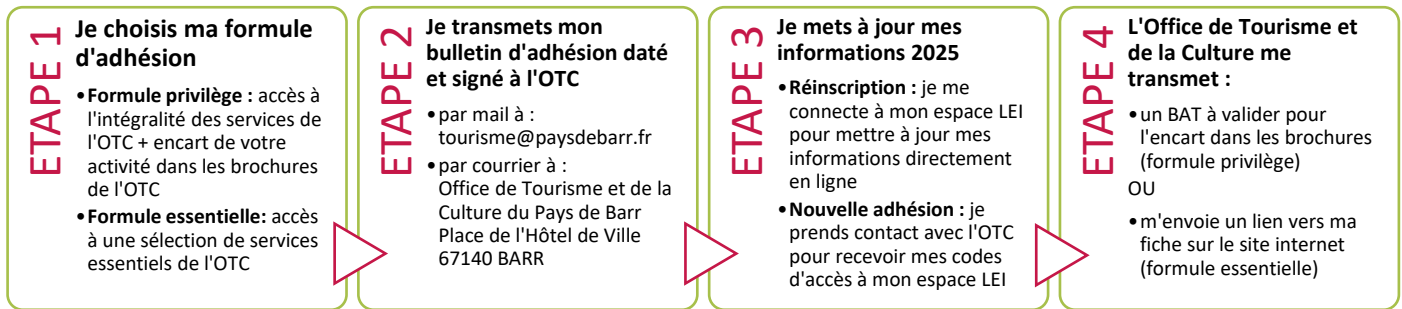 ETAPE 1
Je choisis ma formule
d'adhésion
•Formule privilège : accès à
l'intégralité des services de
l'OTC + encart de votre
activité dans les brochures
de l'OTC
•Formule essentielle: accès
à une sélection de services
essentiels de l'OTC
ETAPE 2
Je transmets mon
bulletin d'adhésion daté
et signé à l'OTC
•par mail à :
tourisme@paysdebarr.fr
•par courrier à :
Office de Tourisme et de la
Culture du Pays de Barr
Place de l'Hôtel de Ville
67140 BARR
ETAPE 3
Je mets à jour mes
informations 2025
•Réinscription : je me
connecte à mon espace LEI
pour mettre à jour mes
informations directement
en ligne
•Nouvelle adhésion : je
prends contact avec l'OTC
pour recevoir mes codes
d'accès à mon espace LEI
ETAPE 4
L'Office de Tourisme et
de la Culture me
transmet :
•un BAT à valider pour
l'encart dans les brochures
(formule privilège)
OU
•m'envoie un lien vers ma
fiche sur le site internet
(formule essentielle)